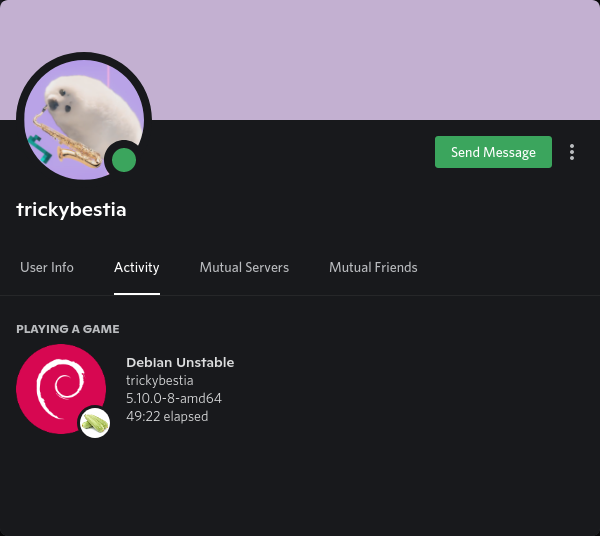 Send Message
trickybestia
User Info
Activity
Mutual Servers
Mutual Friends
PLAYING A GAME
Debian Unstable
trickybestia
5.10.0-8-amd64
49:22 elapsed